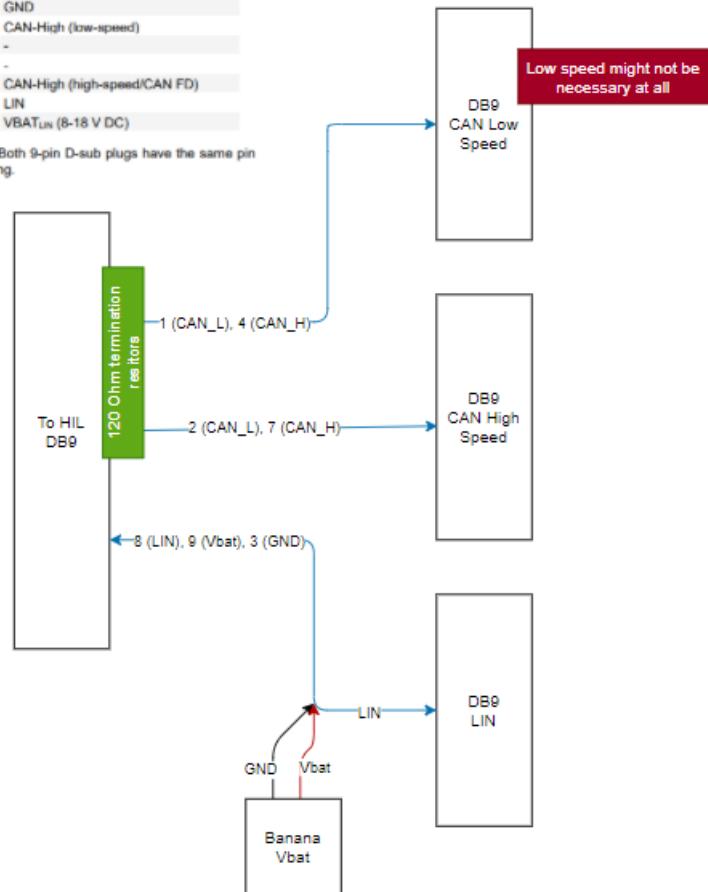 GND
CAN-High (low-speed)
-
-
CAN-High (high-speed/CAN FD)
LIN
VBATLIN (8-18 V DC)
Both 9-pin D-sub plugs have the same pin
ng.
Low speed might not be
necessary at all
DB9
CAN Low
Speed
120 Ohm termination
resitors
1 (CAN_L), 4 (CAN_H)
To HIL
DB9
2 (CAN_L), 7 (CAN_H)
DB9
CAN High
Speed
8 (LIN), 9 (Vbat), 3 (GND)
LIN
DB9
LIN
GND
Vbat
Banana
Vbat